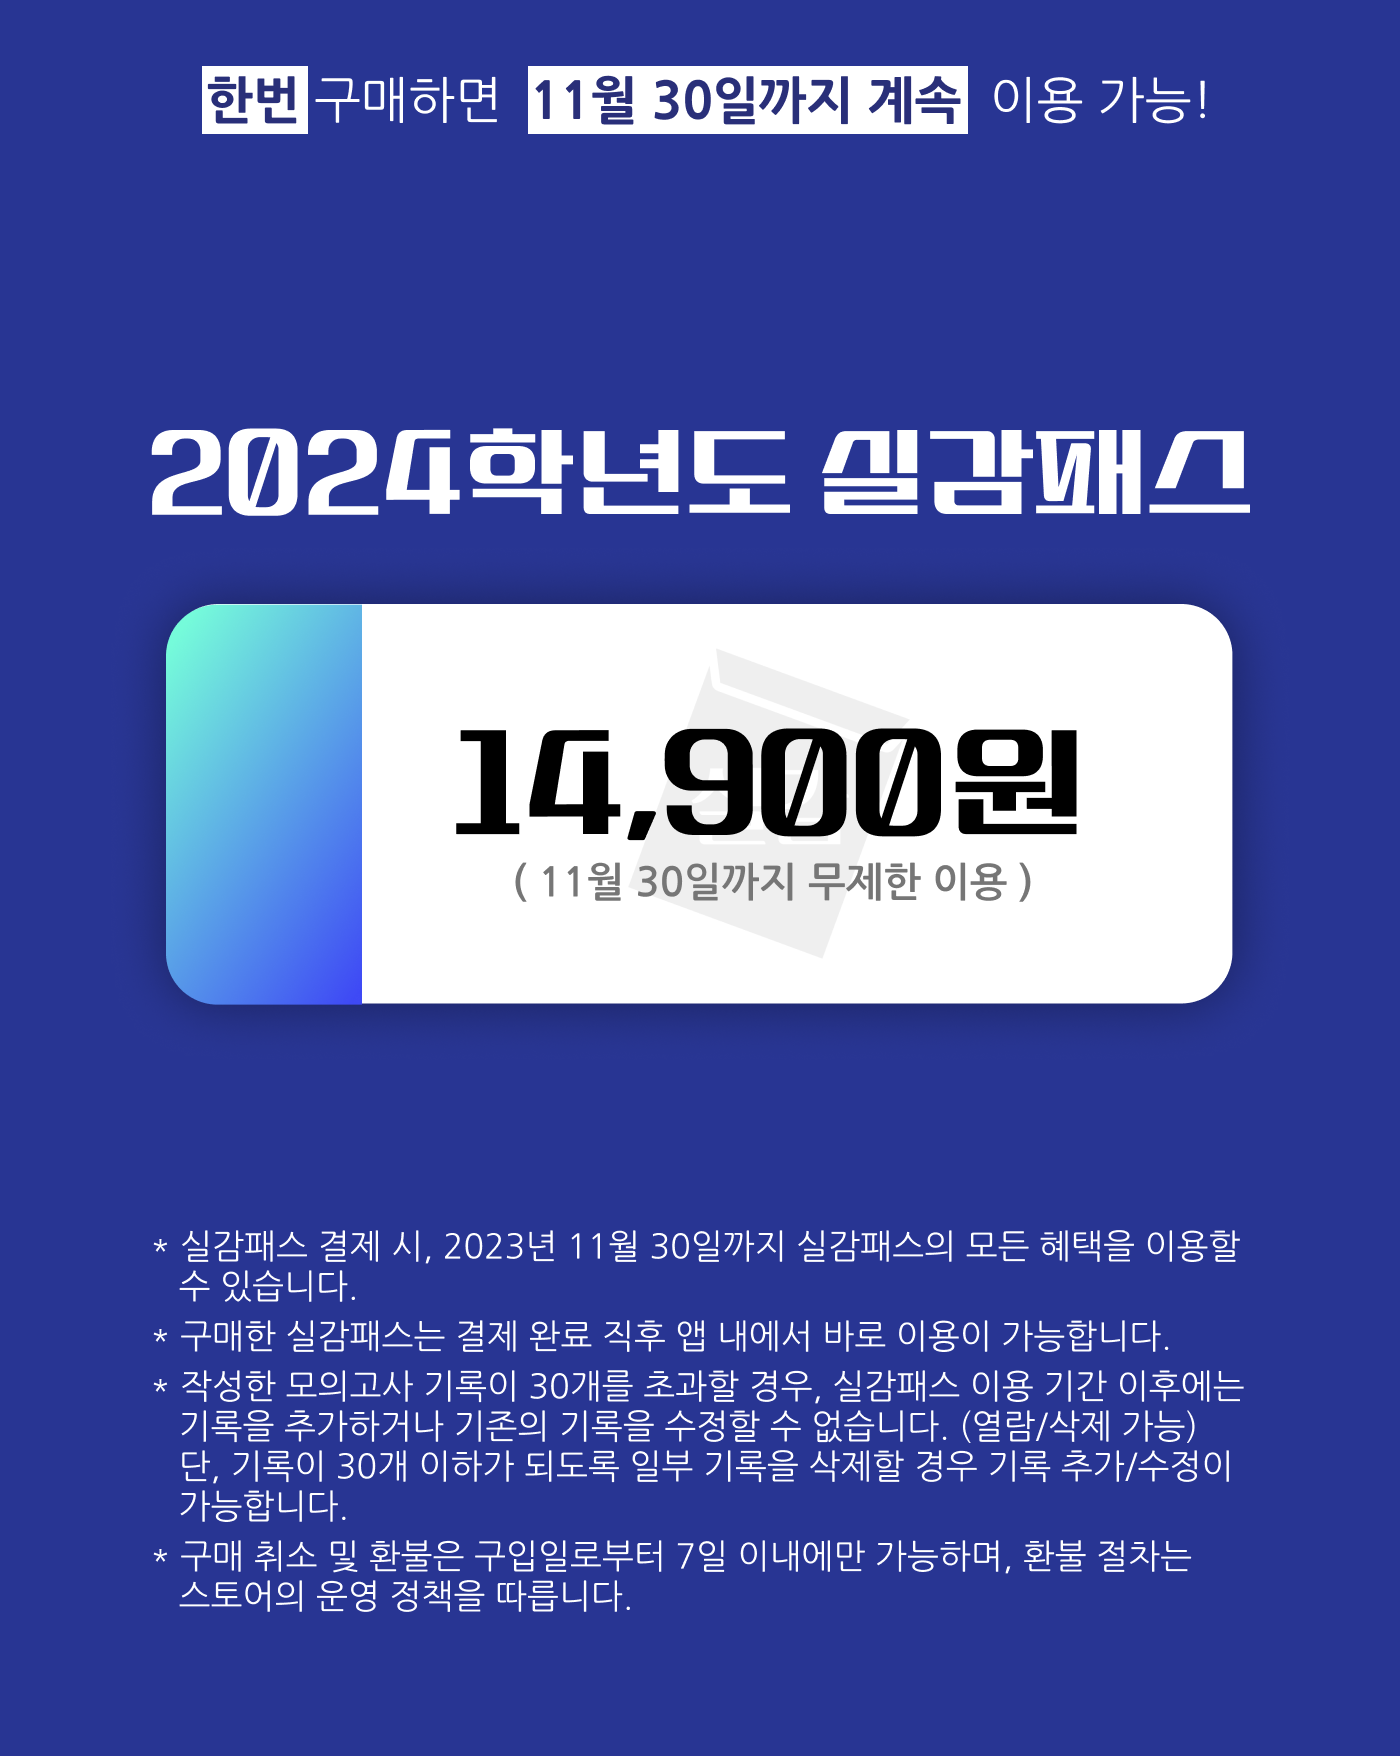 한번 구매하면 11월 30일까지 계속 이용 가능!
2024학년도 실감패스
14,900원
( 11월 30일까지 무제한 이용 )
* 실감패스 결제 시, 2023년 11월 30일까지 실감패스의 모든 혜택을 이용할
수 있습니다.
* 구매한 실감패스는 결제 완료 직후 앱 내에서 바로 이용이 가능합니다.
* 작성한 모의고사 기록이 30개를 초과할 경우, 실감패스 이용 기간 이후에는
기록을 추가하거나 기존의 기록을 수정할 수 없습니다. (열람/삭제 가능)
단, 기록이 30개 이하가 되도록 일부 기록을 삭제할 경우 기록 추가/수정이
가능합니다.
* 구매 취소 및 환불은 구입일로부터 7일 이내에만 가능하며, 환불 절차는
스토어의 운영 정책을 따릅니다.